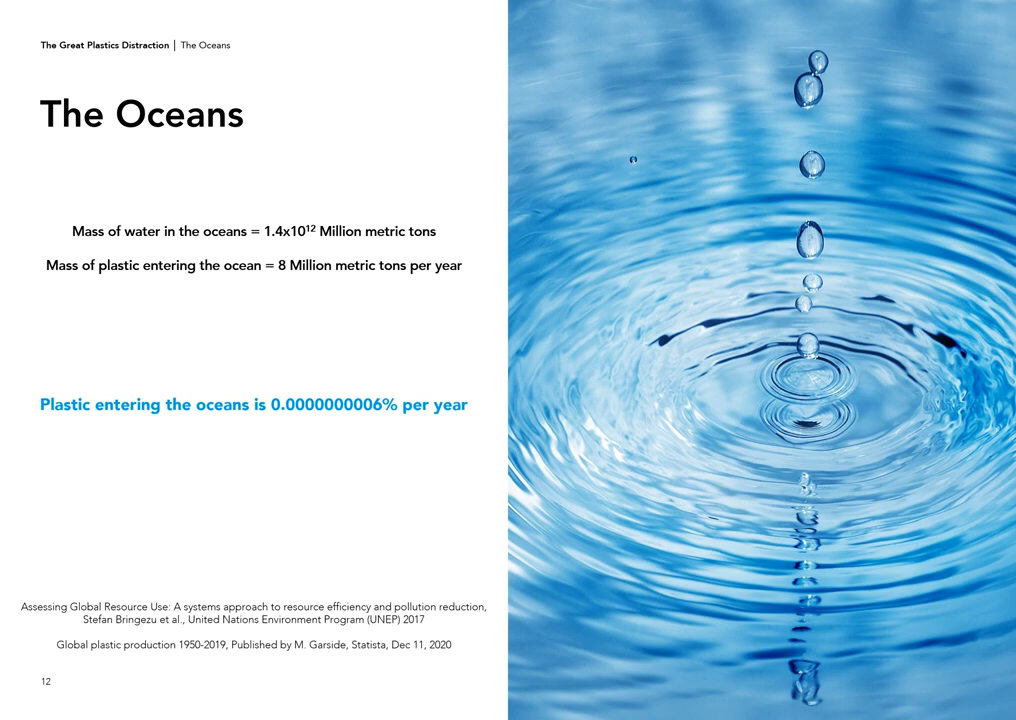 The Great Plastics Distraction | The Oceans
The Oceans
Mass of water in the oceans = 1.4x10¹² Million metric tons
Mass of plastic entering the ocean = 8 Million metric tons per year
Plastic entering the oceans is 0.0000000006% per year
Assessing Global Resource Use: A systems approach to resource efficiency and pollution reduction,
Stefan Bringezu et al., United Nations Environment Program (UNEP) 2017
Global plastic production 1950-2019, Published by M. Garside, Statista, Dec 11, 2020
12